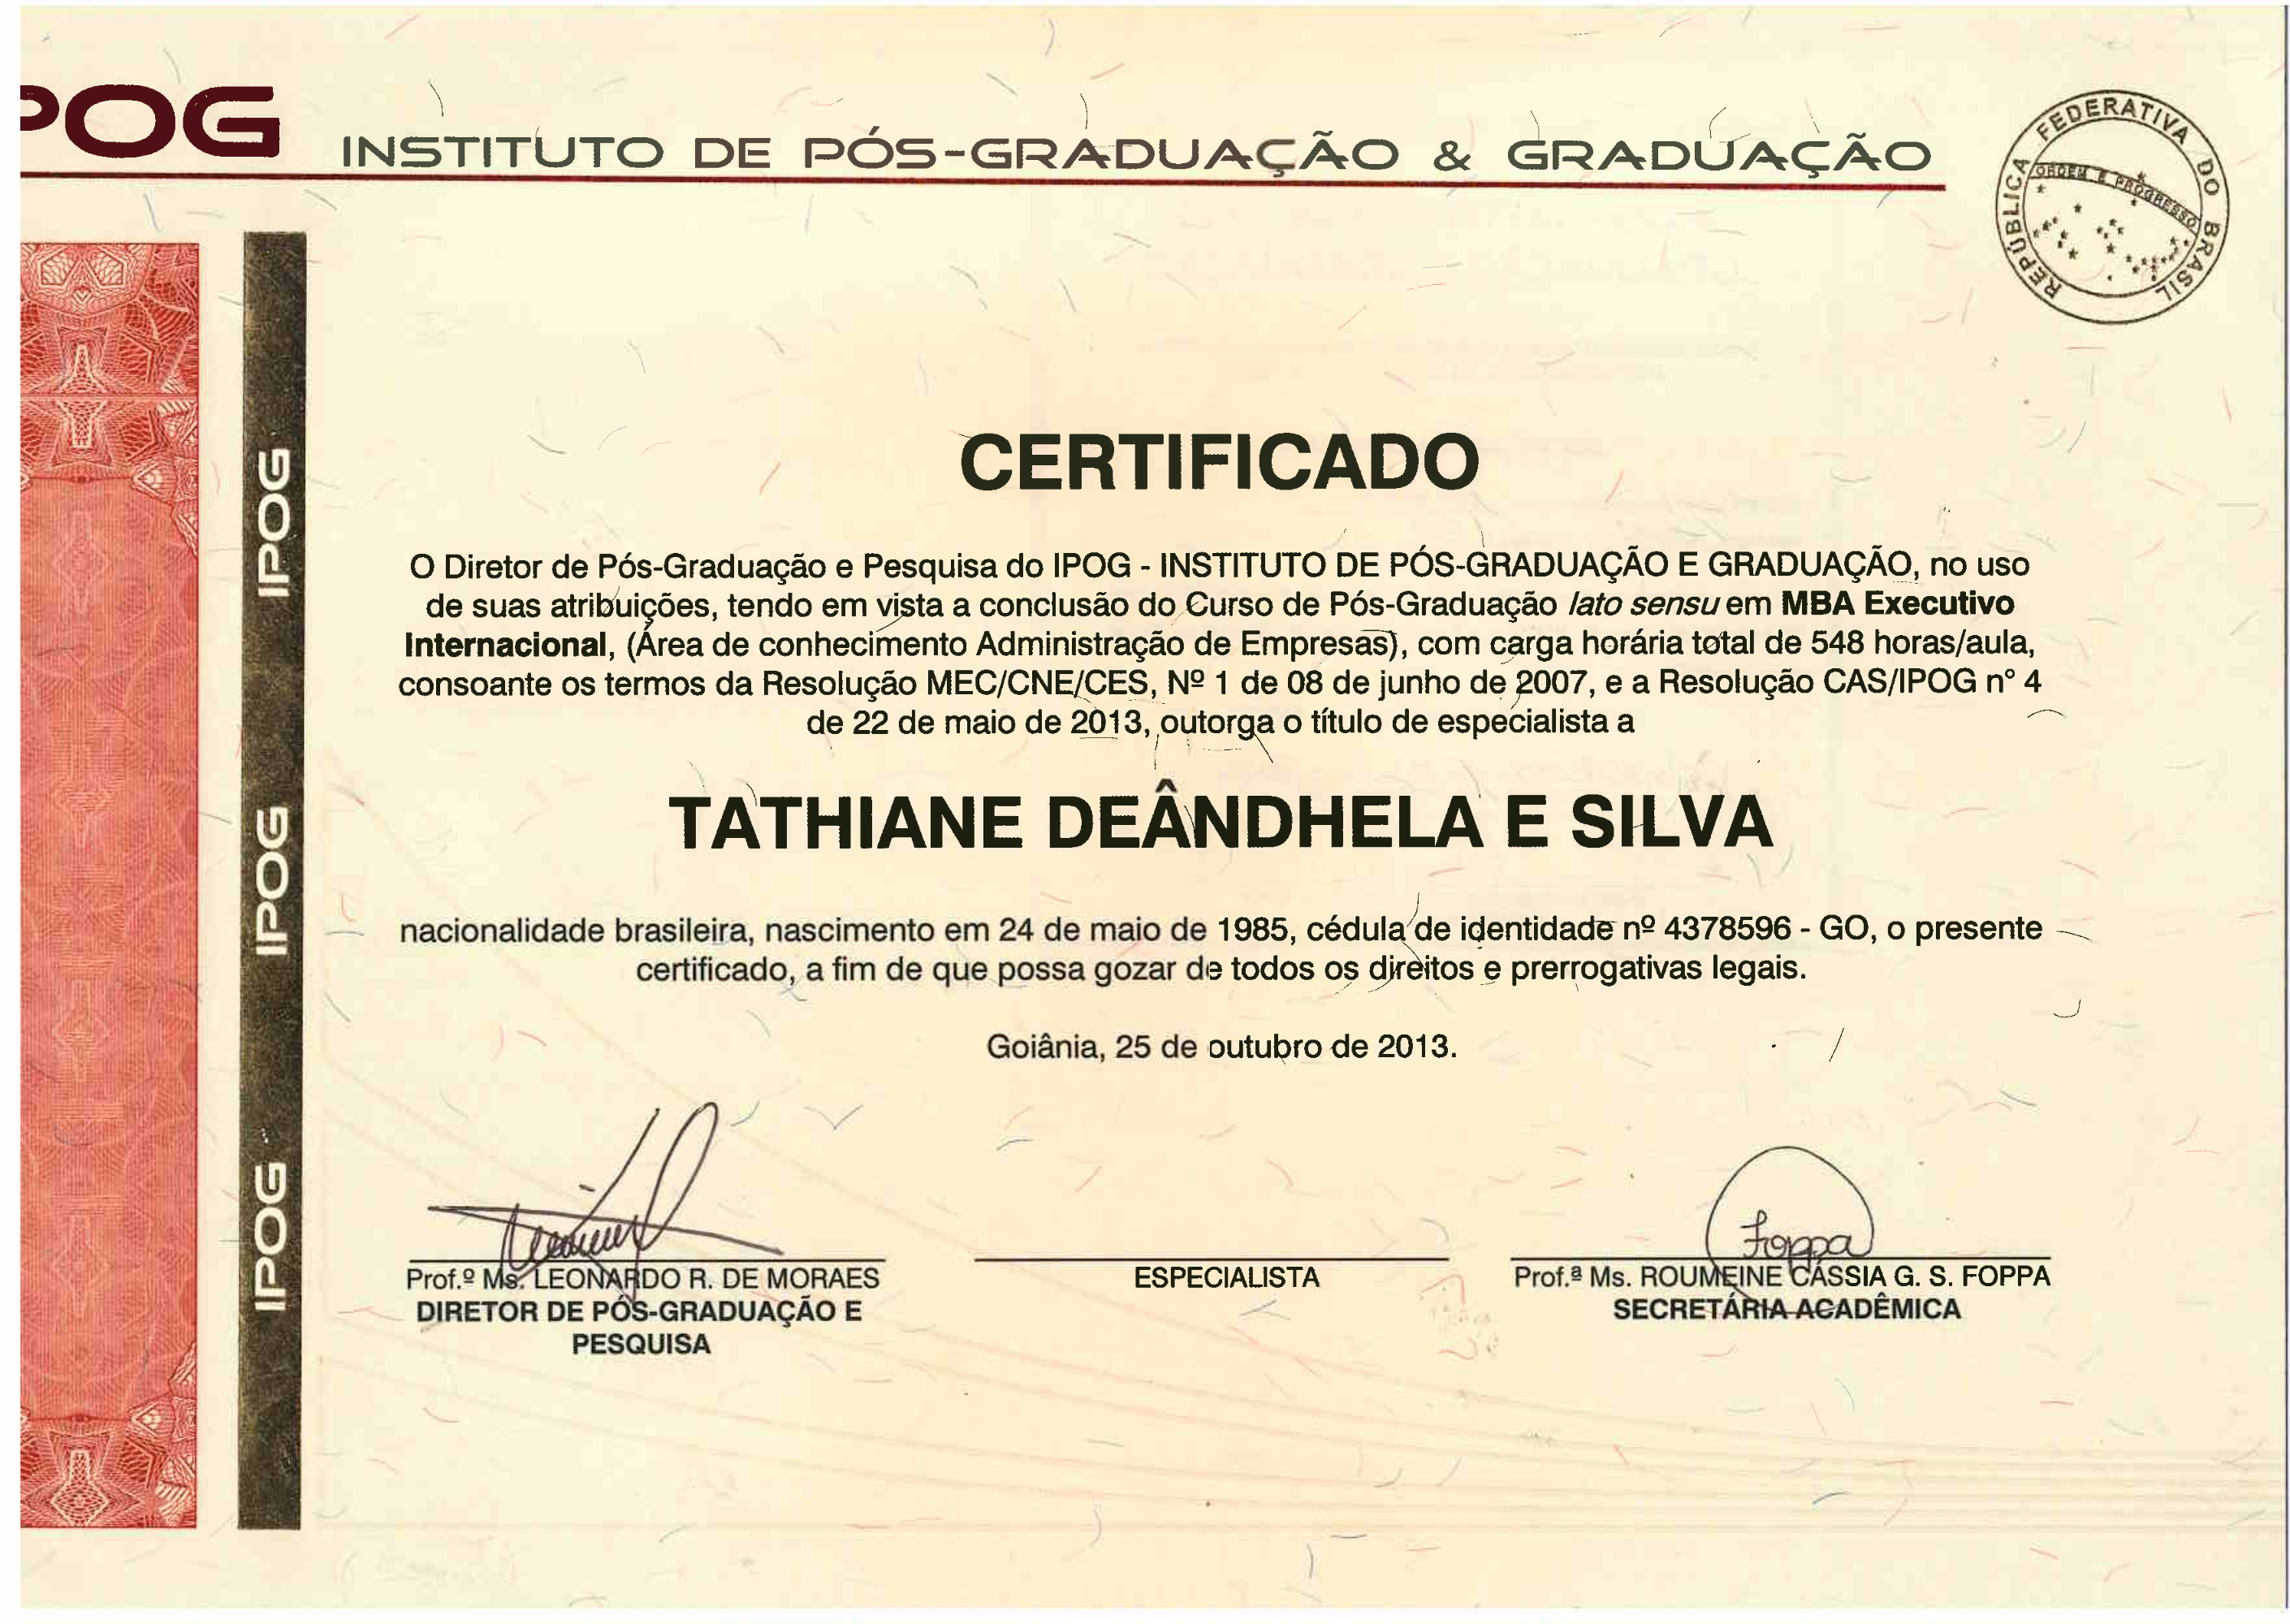 POG
INSTITUTO DE PÓS-GRADUAÇÃO & GRADUAÇÃO
REPÚBLICA FEDERATIVA DO BRASIL
ORDEM E PROGRESSO
IPOG
IPOG
IPOG
CERTIFICADO
O Diretor de Pós-Graduação e Pesquisa do IPOG - INSTITUTO DE PÓS-GRADUAÇÃO E GRADUAÇÃO, no uso
de suas atribuições, tendo em vista a conclusão do Curso de Pós-Graduação lato sensu em MBA Executivo
Internacional, (Área de conhecimento Administração de Empresas), com carga horária total de 548 horas/aula,
consoante os termos da Resolução MEC/CNE/CES, Nº 1 de 08 de junho de 2007, e a Resolução CAS/IPOG n° 4
de 22 de maio de 2013, outorga o título de especialista a
TATHIANE DEÂNDHELA E SILVA
nacionalidade brasileira, nascimento em 24 de maio de 1985, cédula de identidade nº 4378596 - GO, o presente
certificado, a fim de que possa gozar de todos os direitos e prerrogativas legais.
Goiânia, 25 de outubro de 2013.
Foppa
Prof.º Ms. LEONARDO R. DE MORAES
DIRETOR DE PÓS-GRADUAÇÃO E
PESQUISA
ESPECIALISTA
Prof.ª Ms. ROUMEINE CÁSSIA G. S. FOPPA
SECRETÁRIA ACADÊMICA